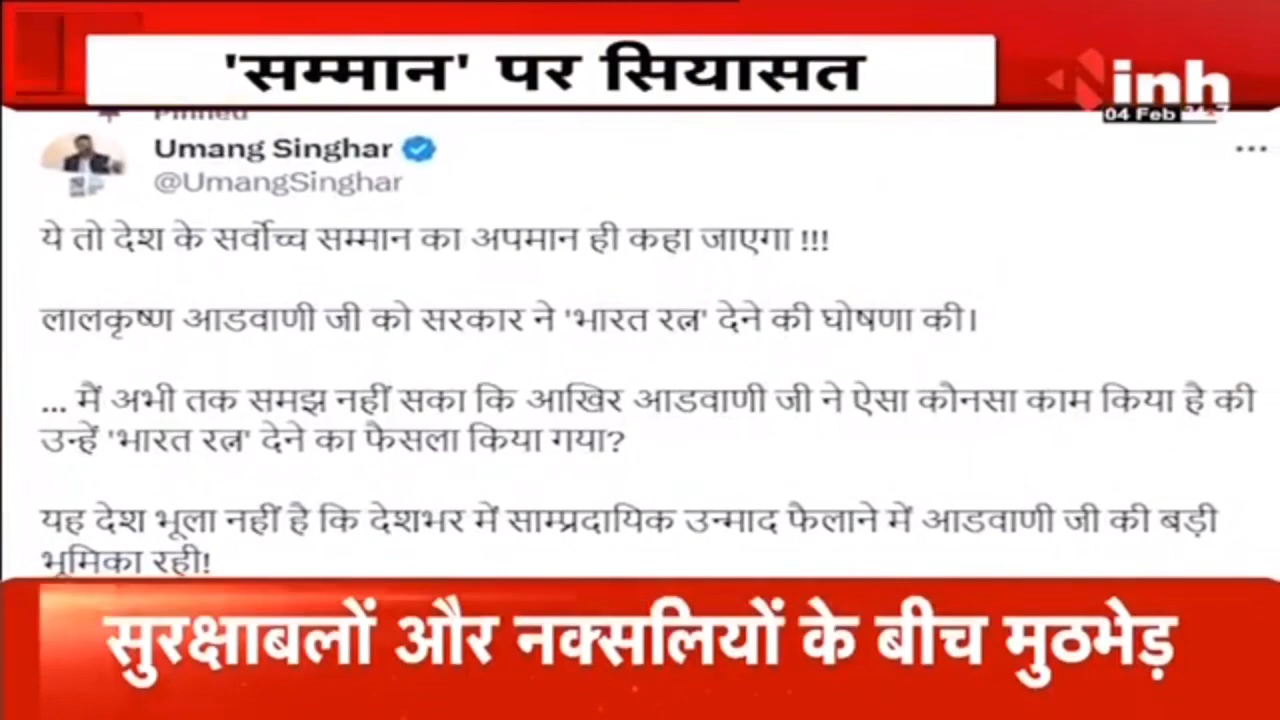 'सम्मान' पर सियासत
inh
04 Feb 24x7
Pinned
Umang Singhar
@UmangSinghar
ये तो देश के सर्वोच्च सम्मान का अपमान ही कहा जाएगा !!!
लालकृष्ण आडवाणी जी को सरकार ने 'भारत रत्न' देने की घोषणा की।
... मैं अभी तक समझ नहीं सका कि आखिर आडवाणी जी ने ऐसा कौनसा काम किया है की
उन्हें 'भारत रत्न' देने का फैसला किया गया?
यह देश भूला नहीं है कि देशभर में साम्प्रदायिक उन्माद फैलाने में आडवाणी जी की बड़ी
भूमिका रही!
सुरक्षाबलों और नक्सलियों के बीच मुठभेड़